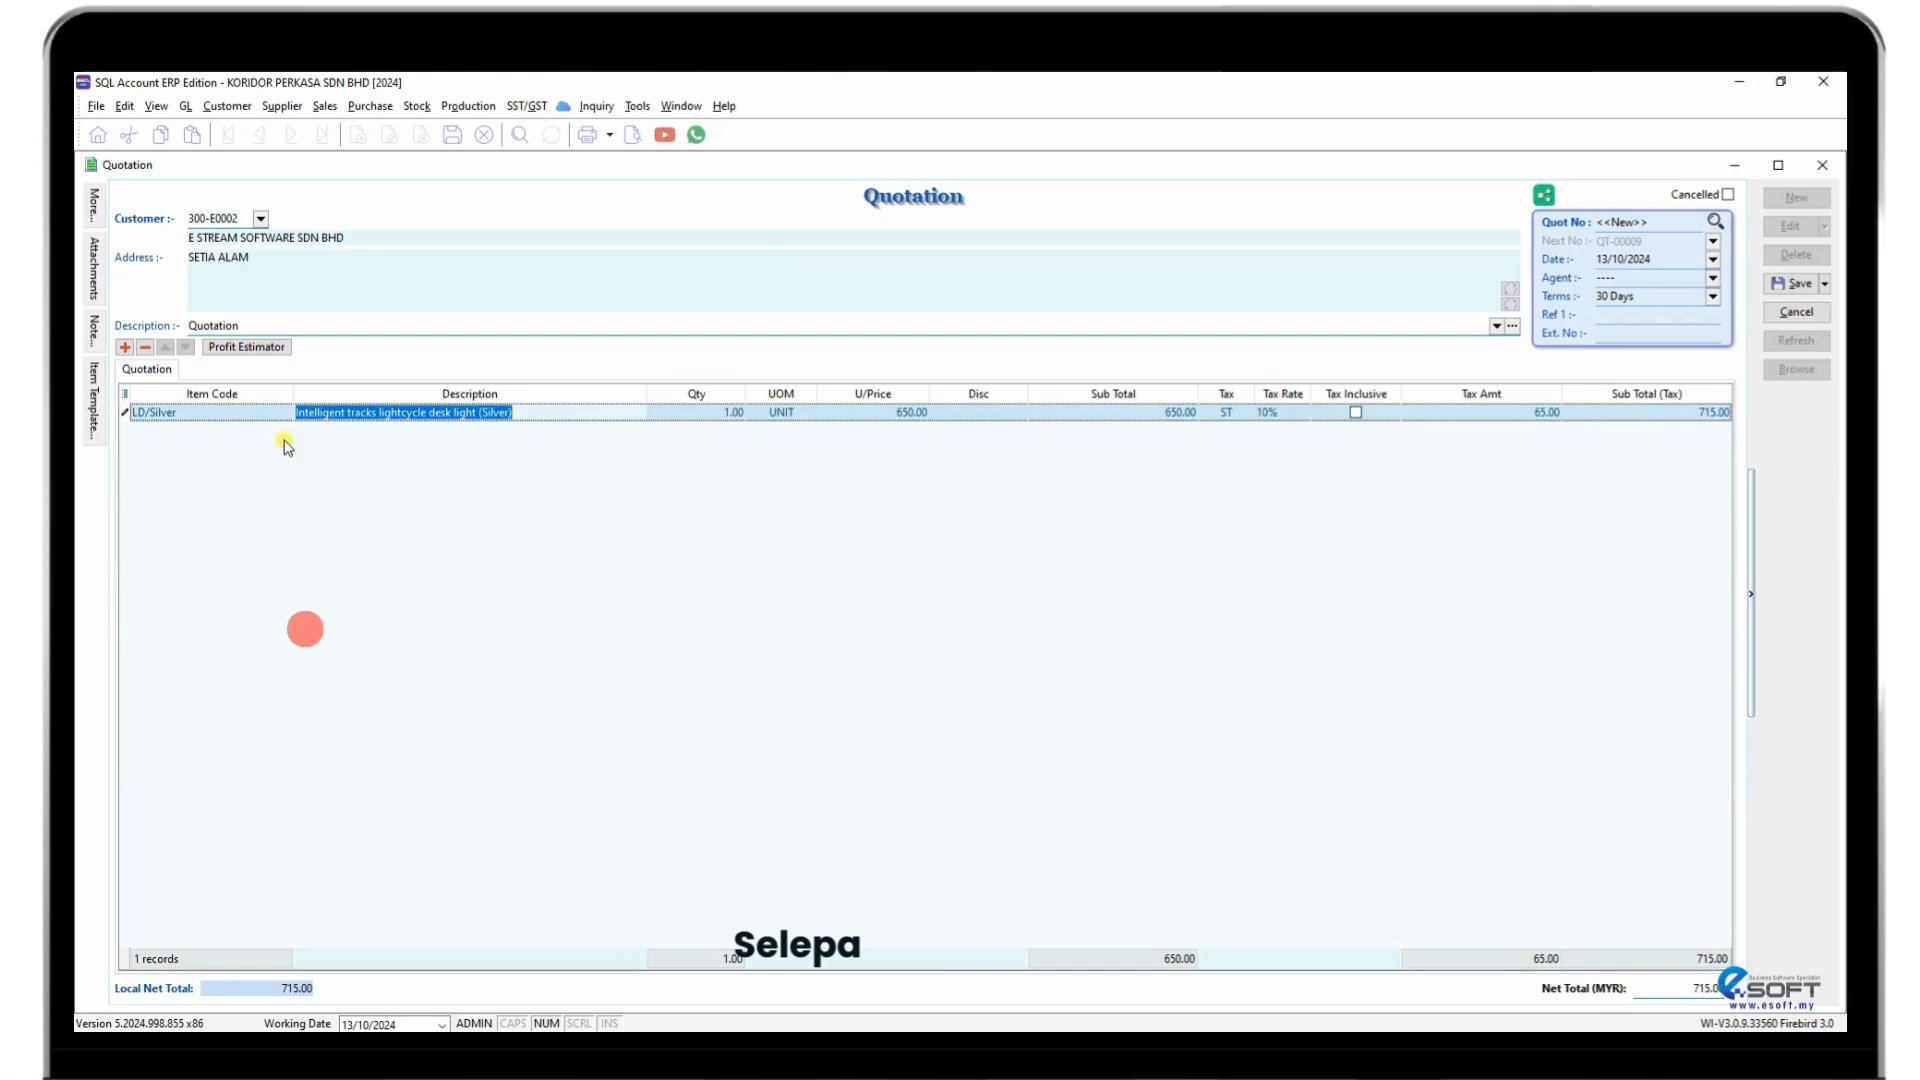 SQL Account ERP Edition - KORIDOR PERKASA SDN BHD [2024]
File Edit View GL Customer Supplier Sales Purchase Stock Production SST/GST Inquiry Tools Window Help
Quotation
Quotation
Cancelled
More...
Attachments
Note...
Item Template...
Customer :- 300-E0002
E STREAM SOFTWARE SDN BHD
Address :- SETIA ALAM
Description :- Quotation
Quot No : <<New>>
Next No :- QT-00009
Date :- 13/10/2024
Agent :- ----
Terms :- 30 Days
Ref 1 :-
Ext. No :-
New
Edit
Delete
Save
Cancel
Refresh
Browse
Profit Estimator
Quotation
Item Code Description Qty UOM U/Price Disc Sub Total Tax Tax Rate Tax Inclusive Tax Amt Sub Total (Tax)
LD/Silver Intelligent tracks lightcycle desk light (Silver) 1.00 UNIT 650.00 650.00 ST 10% 65.00 715.00
Selepa
1 records 1.00 650.00 65.00 715.00
Local Net Total: 715.00 Net Total (MYR): 715.0
Business Software Specialist
eSOFT
www.esoft.my
Version 5.2024.998.855 x86 Working Date 13/10/2024 ADMIN CAPS NUM SCRL INS WI-V3.0.9.33560 Firebird 3.0